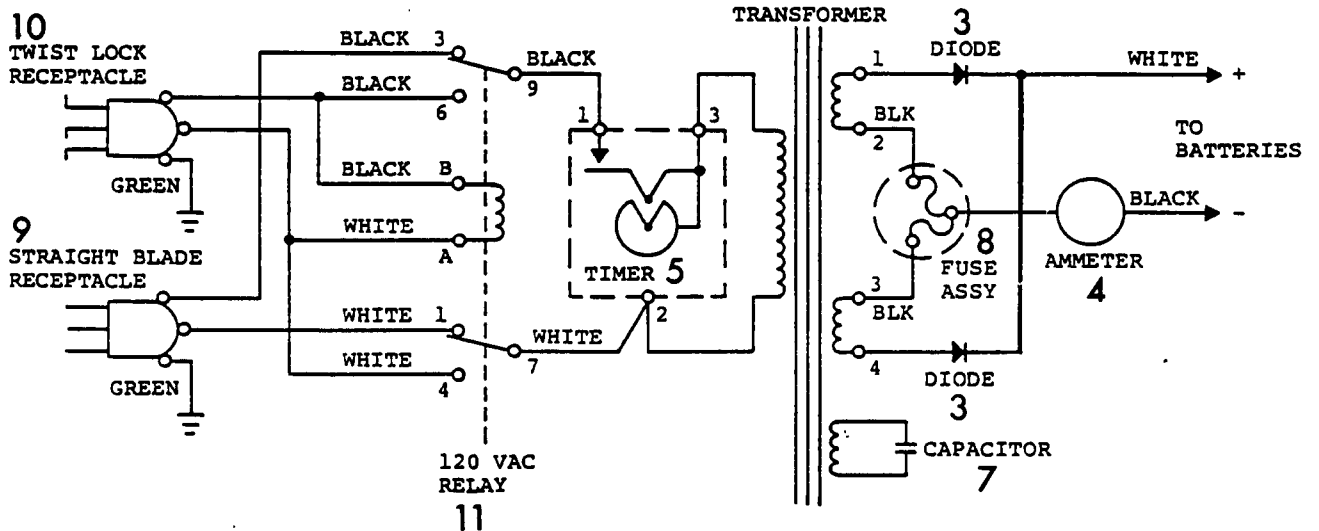 10
TWIST LOCK
RECEPTACLE
GREEN
9
STRAIGHT BLADE
RECEPTACLE
GREEN
BLACK 3
BLACK
6
BLACK B
WHITE
A
WHITE 1
WHITE
4
BLACK
9
WHITE
7
120 VAC
RELAY
11
1
3
TIMER 5
2
TRANSFORMER
1
BLK
2
3
BLK
4
3
DIODE
8
FUSE
ASSY
DIODE
3
CAPACITOR
7
WHITE +
TO
BATTERIES
BLACK -
AMMETER
4